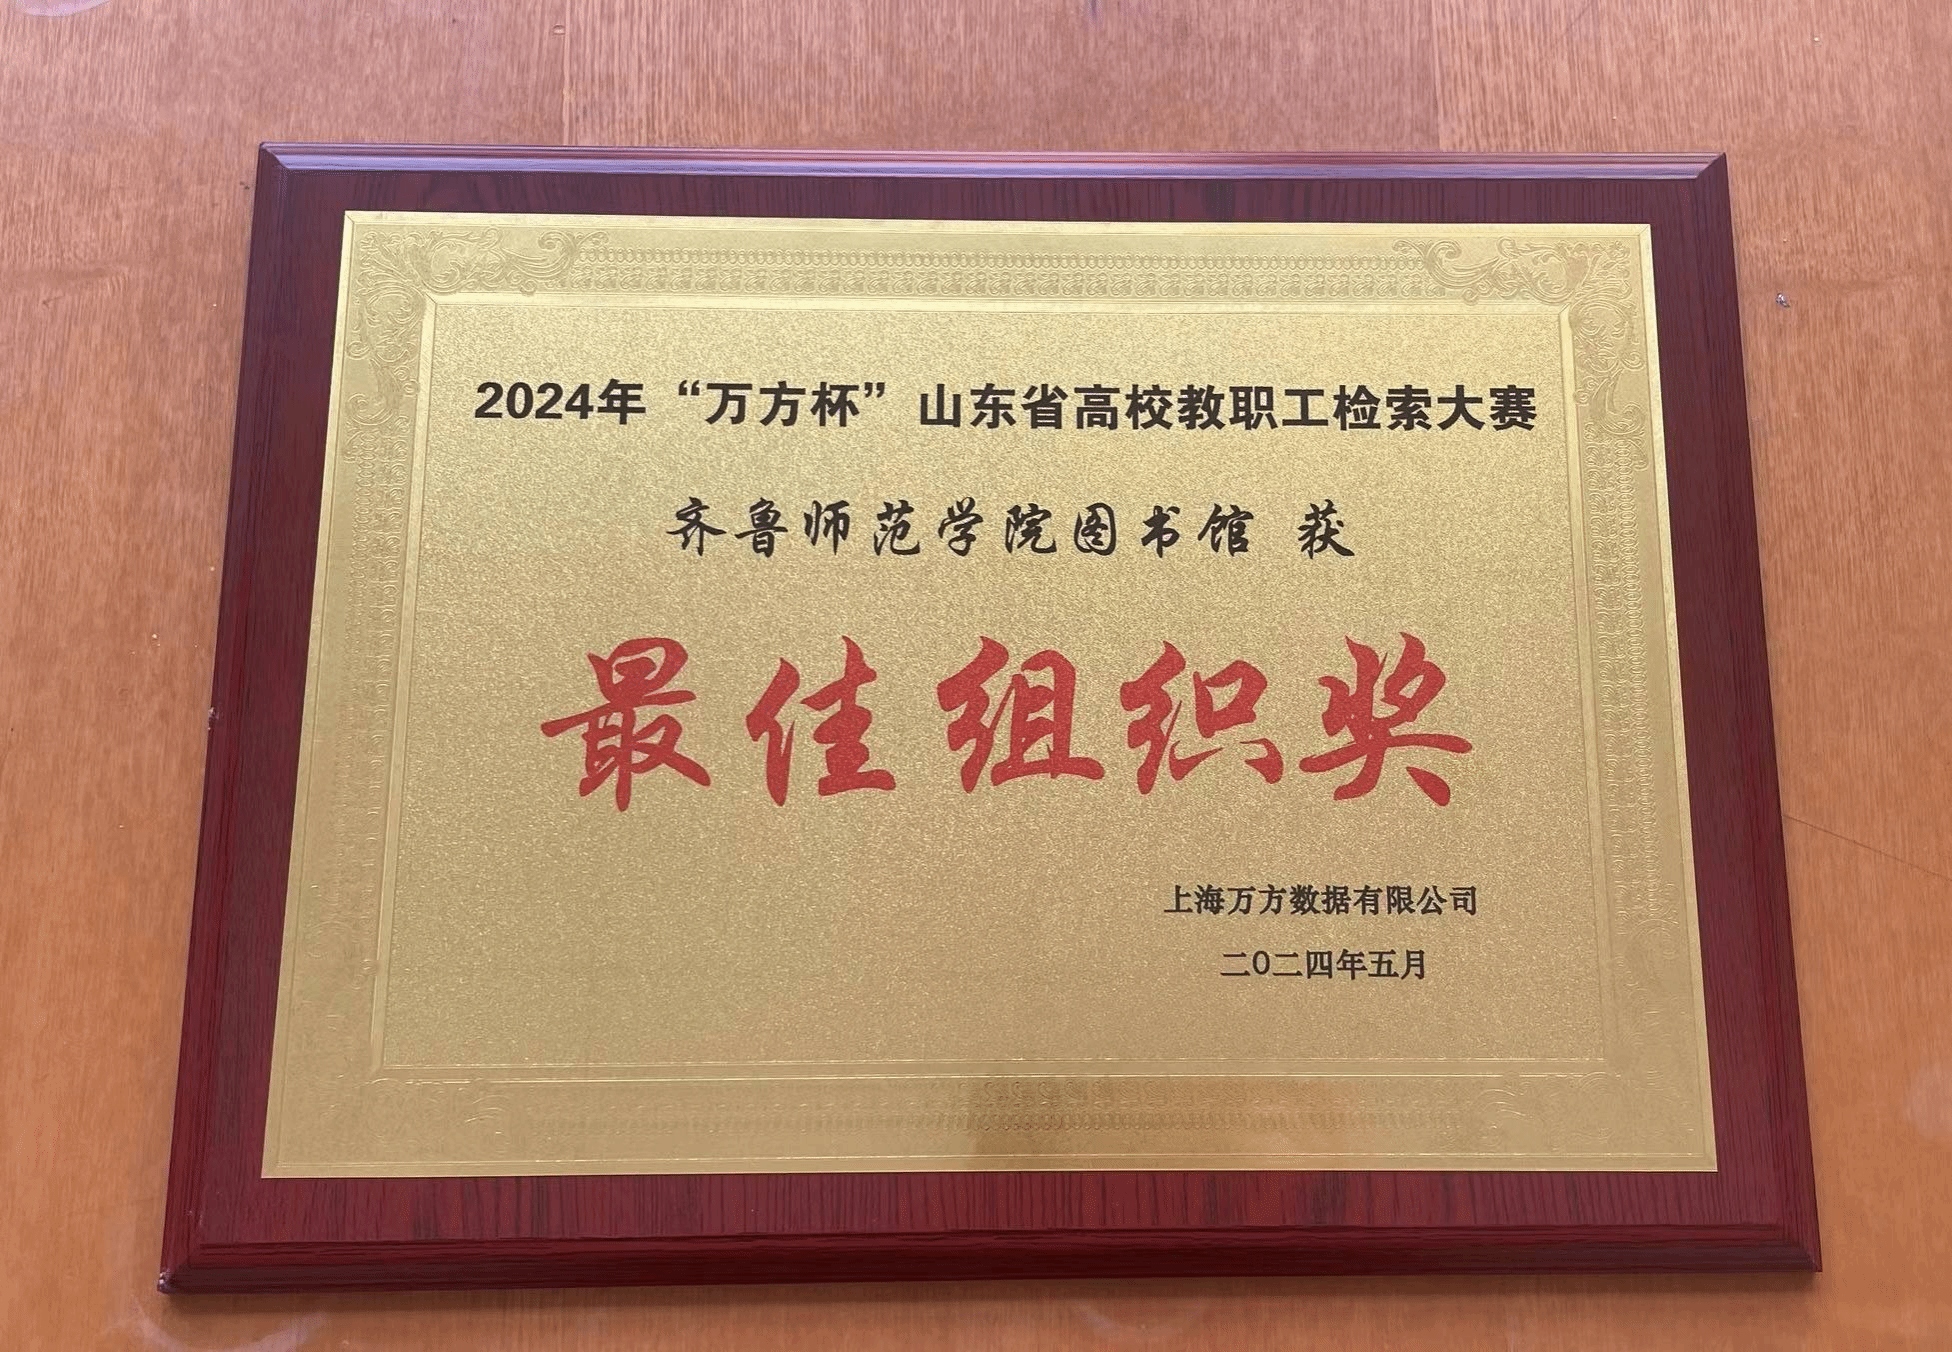 2024年“万方杯”山东省高校教职工检索大赛
齐鲁师范学院图书馆 获
最佳组织奖
上海万方数据有限公司
二〇二四年五月